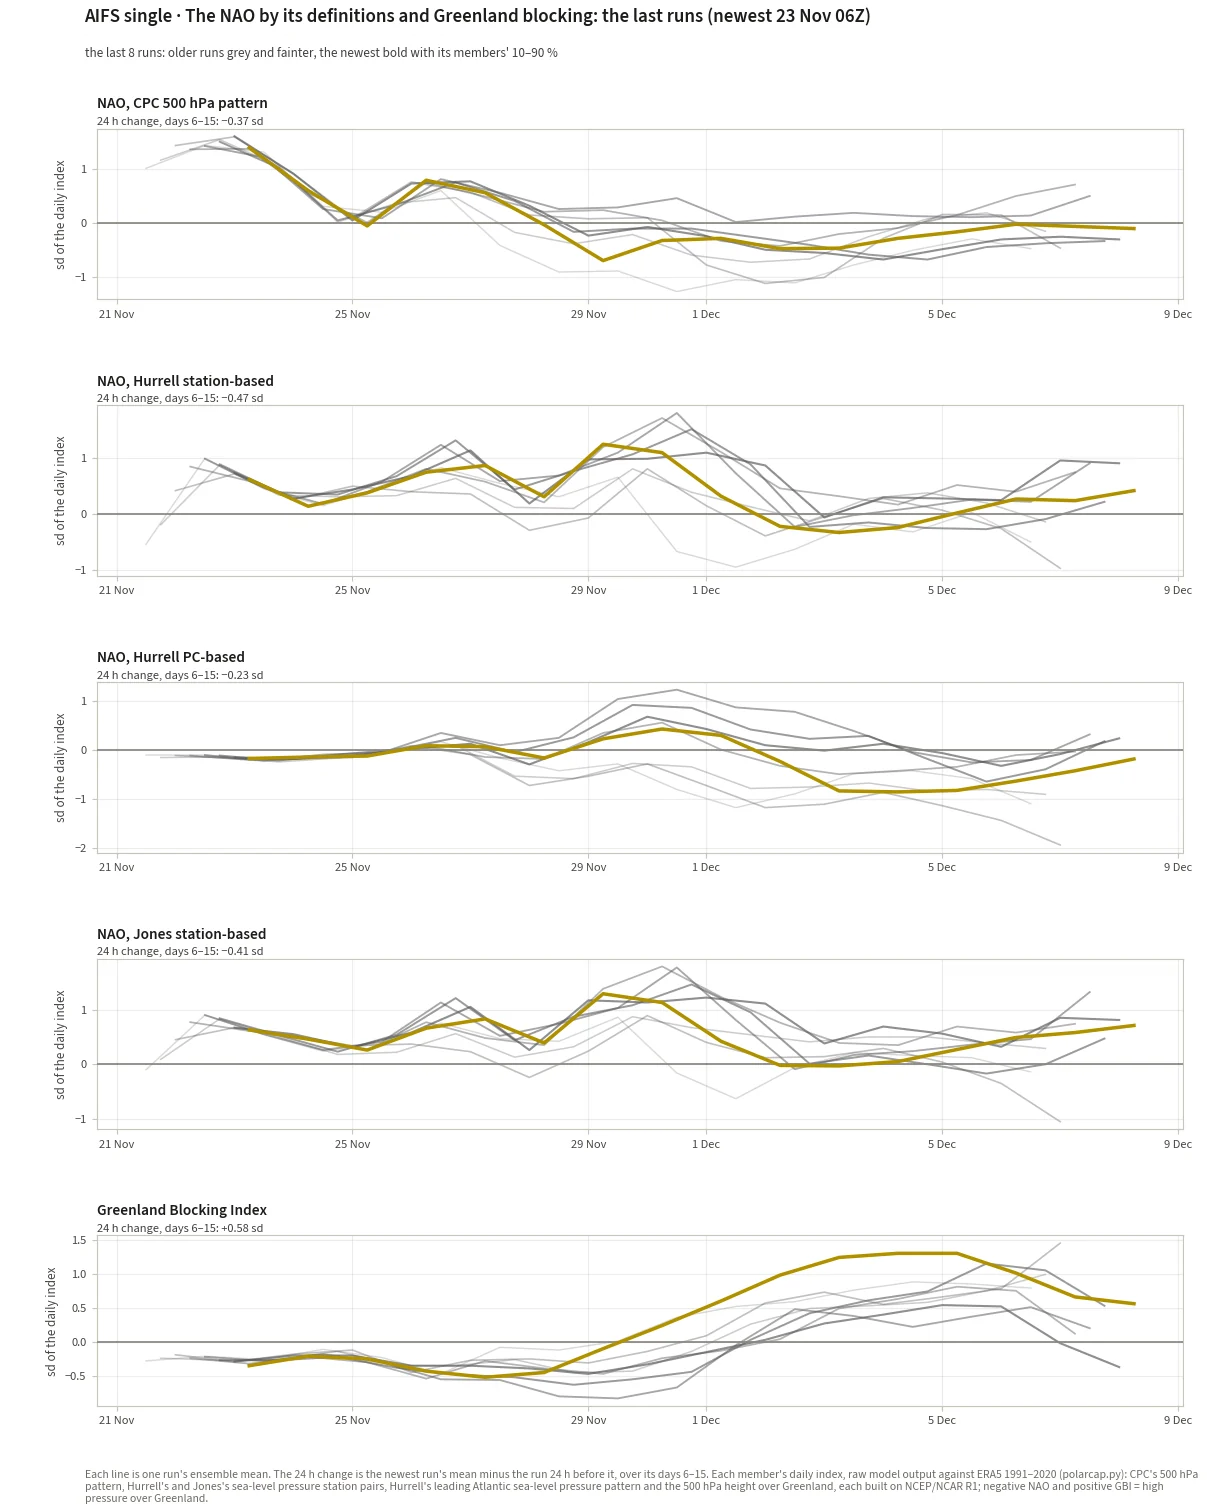 AIFS single · The NAO by its definitions and Greenland blocking: the last runs (newest 23 Nov 06Z)
the last 8 runs: older runs grey and fainter, the newest bold with its members' 10–90 %
NAO, CPC 500 hPa pattern
24 h change, days 6–15: −0.37 sd
sd of the daily index
1
0
−1
21 Nov
25 Nov
29 Nov
1 Dec
5 Dec
9 Dec
NAO, Hurrell station-based
24 h change, days 6–15: −0.47 sd
sd of the daily index
1
0
−1
21 Nov
25 Nov
29 Nov
1 Dec
5 Dec
9 Dec
NAO, Hurrell PC-based
24 h change, days 6–15: −0.23 sd
sd of the daily index
1
0
−1
−2
21 Nov
25 Nov
29 Nov
1 Dec
5 Dec
9 Dec
NAO, Jones station-based
24 h change, days 6–15: −0.41 sd
sd of the daily index
1
0
−1
21 Nov
25 Nov
29 Nov
1 Dec
5 Dec
9 Dec
Greenland Blocking Index
24 h change, days 6–15: +0.58 sd
sd of the daily index
1.5
1.0
0.5
0.0
−0.5
21 Nov
25 Nov
29 Nov
1 Dec
5 Dec
9 Dec
Each line is one run's ensemble mean. The 24 h change is the newest run's mean minus the run 24 h before it, over its days 6–15. Each member's daily index, raw model output against ERA5 1991–2020 (polarcap.py): CPC's 500 hPa
pattern, Hurrell's and Jones's sea-level pressure station pairs, Hurrell's leading Atlantic sea-level pressure pattern and the 500 hPa height over Greenland, each built on NCEP/NCAR R1; negative NAO and positive GBI = high
pressure over Greenland.